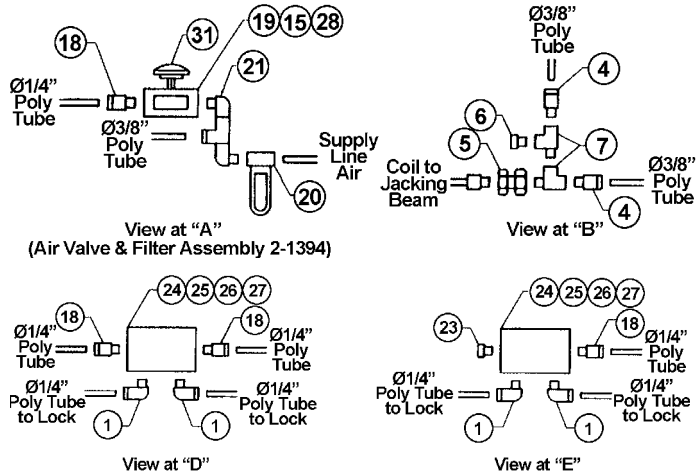 18
31
19 15 28
21
Ø1/4”
Poly
Tube
Ø3/8”
Poly
Tube
Supply
Line
Air
20
View at “A”
(Air Valve & Filter Assembly 2-1394)
Ø3/8”
Poly
Tube
4
6
5
7
Coil to
Jacking
Beam
Ø3/8”
Poly
Tube
4
View at “B”
24 25 26 27
18
18
Ø1/4”
Poly
Tube
Ø1/4”
Poly
Tube
Ø1/4”
Poly Tube
to Lock
Ø1/4”
Poly Tube
to Lock
1
1
View at “D”
24 25 26 27
23
18
Ø1/4”
Poly
Tube
Ø1/4”
Poly Tube
to Lock
Ø1/4”
Poly Tube
to Lock
1
1
View at “E”